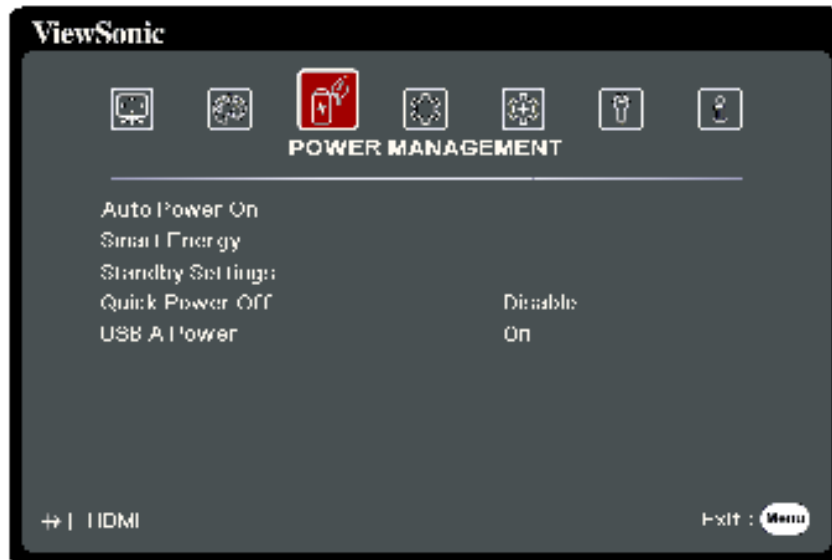 ViewSonic
POWER MANAGEMENT
Auto Power On
Smart Energy
Standby Settings
Quick Power Off Disable
USB A Power On
HDMI Exit : Menu